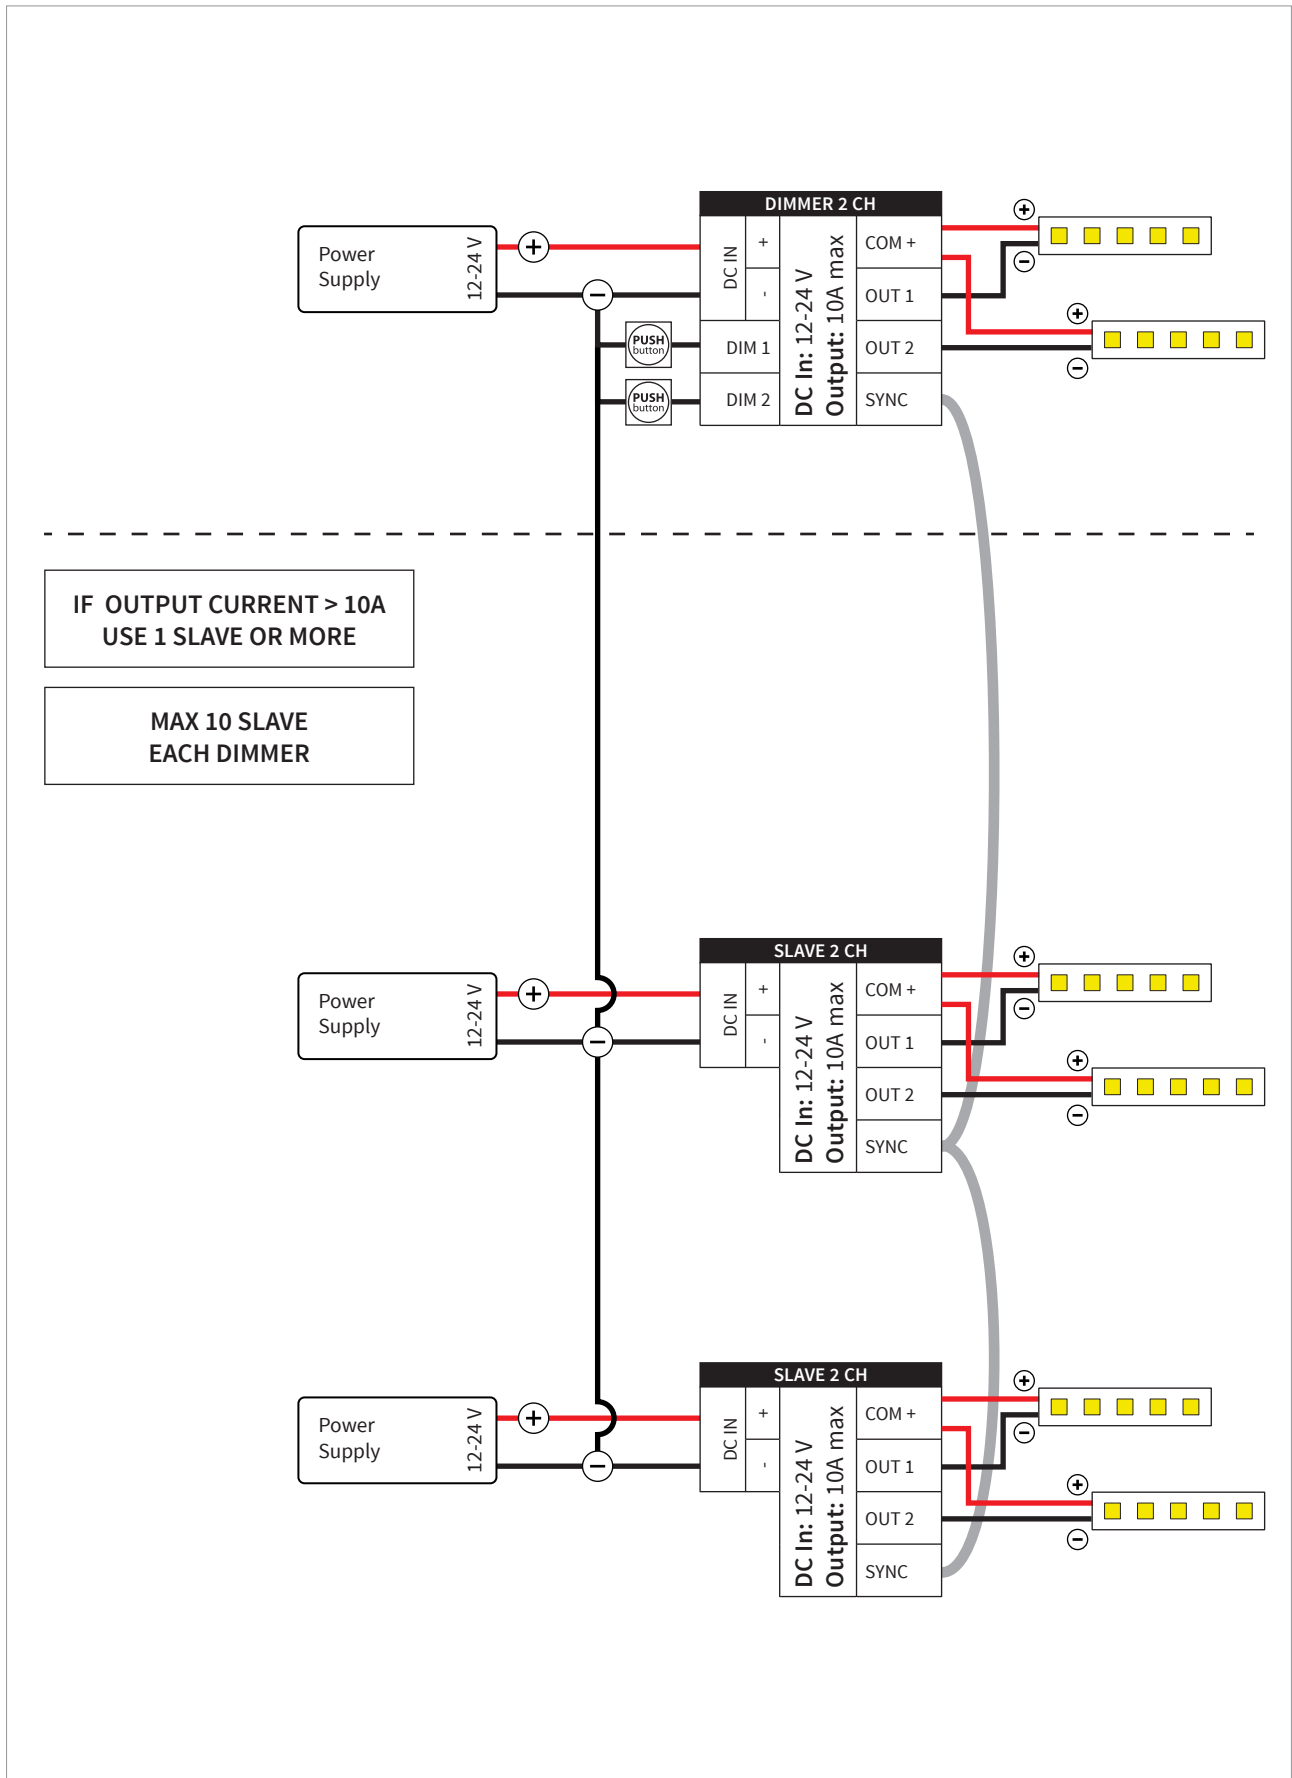 DIMMER 2 CH
Power
Supply
12-24 V
+
−
DC IN
+
-
DC In: 12-24 V
Output: 10A max
COM +
OUT 1
OUT 2
SYNC
DIM 1
DIM 2
PUSH
button
PUSH
button
+
−
+
−
IF OUTPUT CURRENT > 10A
USE 1 SLAVE OR MORE
MAX 10 SLAVE
EACH DIMMER
SLAVE 2 CH
Power
Supply
12-24 V
+
−
DC IN
+
-
DC In: 12-24 V
Output: 10A max
COM +
OUT 1
OUT 2
SYNC
+
−
+
−
SLAVE 2 CH
Power
Supply
12-24 V
+
−
DC IN
+
-
DC In: 12-24 V
Output: 10A max
COM +
OUT 1
OUT 2
SYNC
+
−
+
−